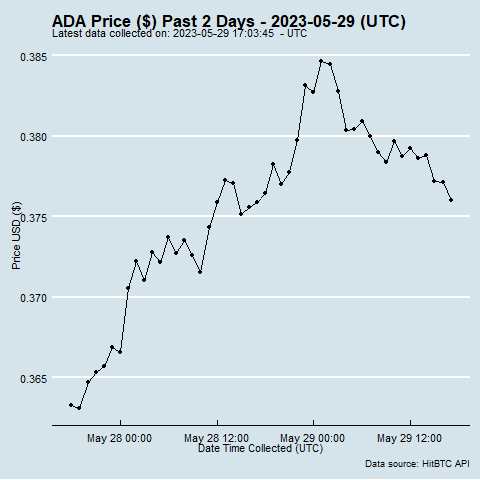 ADA Price ($) Past 2 Days - 2023-05-29 (UTC)
Latest data collected on: 2023-05-29 17:03:45  - UTC
0.385
0.380
0.375
0.370
0.365
Price USD ($)
May 28 00:00 May 28 12:00 May 29 00:00 May 29 12:00
Date Time Collected (UTC)
Data source: HitBTC API